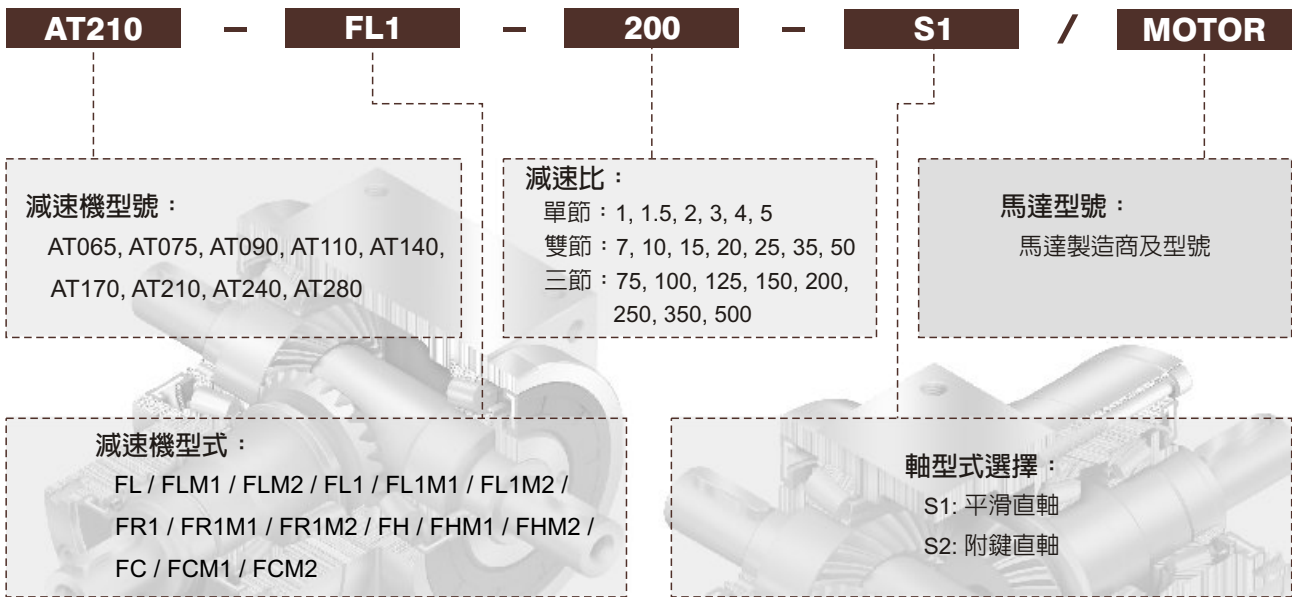 AT210 – FL1 – 200 – S1 / MOTOR
減速機型號：
AT065, AT075, AT090, AT110, AT140,
AT170, AT210, AT240, AT280
減速比：
單節：1, 1.5, 2, 3, 4, 5
雙節：7, 10, 15, 20, 25, 35, 50
三節：75, 100, 125, 150, 200,
250, 350, 500
馬達型號：
馬達製造商及型號
減速機型式：
FL / FLM1 / FLM2 / FL1 / FL1M1 / FL1M2 /
FR1 / FR1M1 / FR1M2 / FH / FHM1 / FHM2 /
FC / FCM1 / FCM2
軸型式選擇：
S1: 平滑直軸
S2: 附鍵直軸